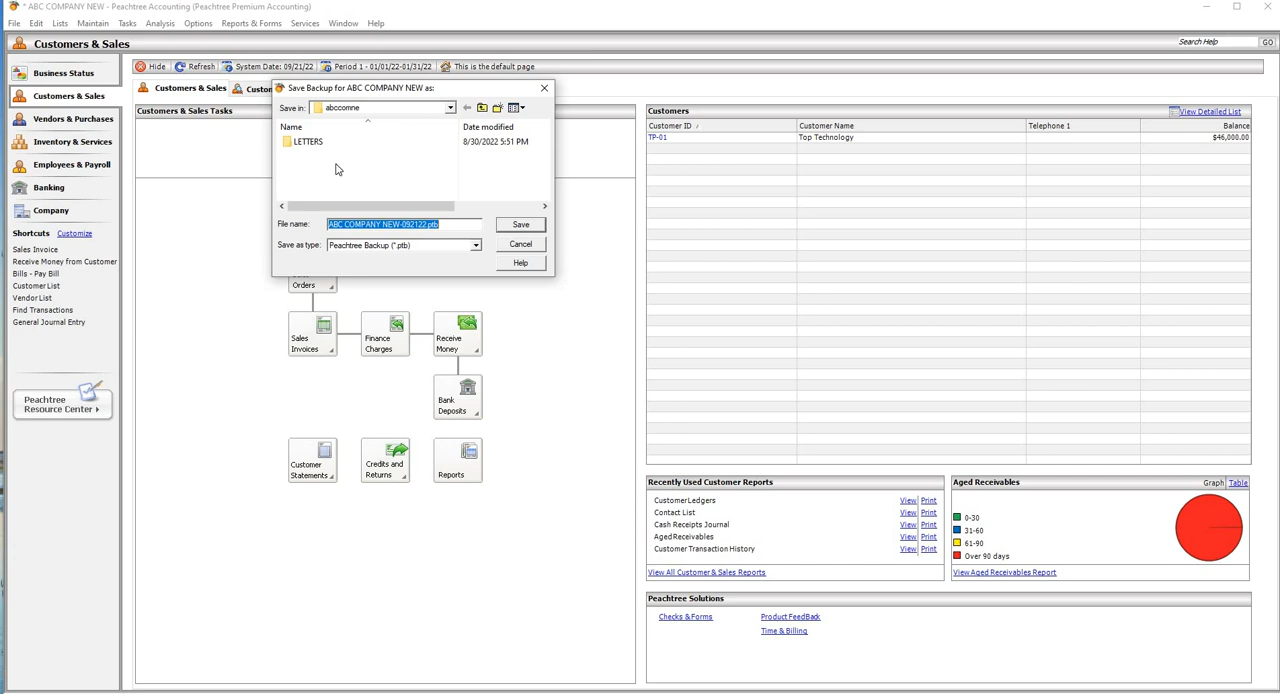 * ABC COMPANY NEW - Peachtree Accounting (Peachtree Premium Accounting)
File Edit Lists Maintain Tasks Analysis Options Reports & Forms Services Window Help
Customers & Sales
Search Help GO
Business Status
Customers & Sales
Vendors & Purchases
Inventory & Services
Employees & Payroll
Banking
Company
Shortcuts Customize
Sales Invoice
Receive Money from Customer
Bills - Pay Bill
Customer List
Vendor List
Find Transactions
General Journal Entry
Peachtree
Resource Center
Hide Refresh System Date: 09/21/22 Period 1 - 01/01/22-01/31/22 This is the default page
Customers & Sales
Customers & Sales Tasks
Save Backup for ABC COMPANY NEW as:
Save in: abccomne
Name Date modified
LETTERS 8/30/2022 5:51 PM
File name: ABC COMPANY NEW-092122.ptb Save
Save as type: Peachtree Backup (*.ptb) Cancel
Help
Orders
Sales
Invoices
Finance
Charges
Receive
Money
Bank
Deposits
Customer
Statements
Credits and
Returns
Reports
Customers View Detailed List
Customer ID Customer Name Telephone 1 Balance
TP-01 Top Technology $46,000.00
Recently Used Customer Reports
Customer Ledgers View Print
Contact List View Print
Cash Receipts Journal View Print
Aged Receivables View Print
Customer Transaction History View Print
View All Customer & Sales Reports
Aged Receivables Graph Table
0-30
31-60
61-90
Over 90 days
View Aged Receivables Report
Peachtree Solutions
Checks & Forms Product FeedBack
Time & Billing